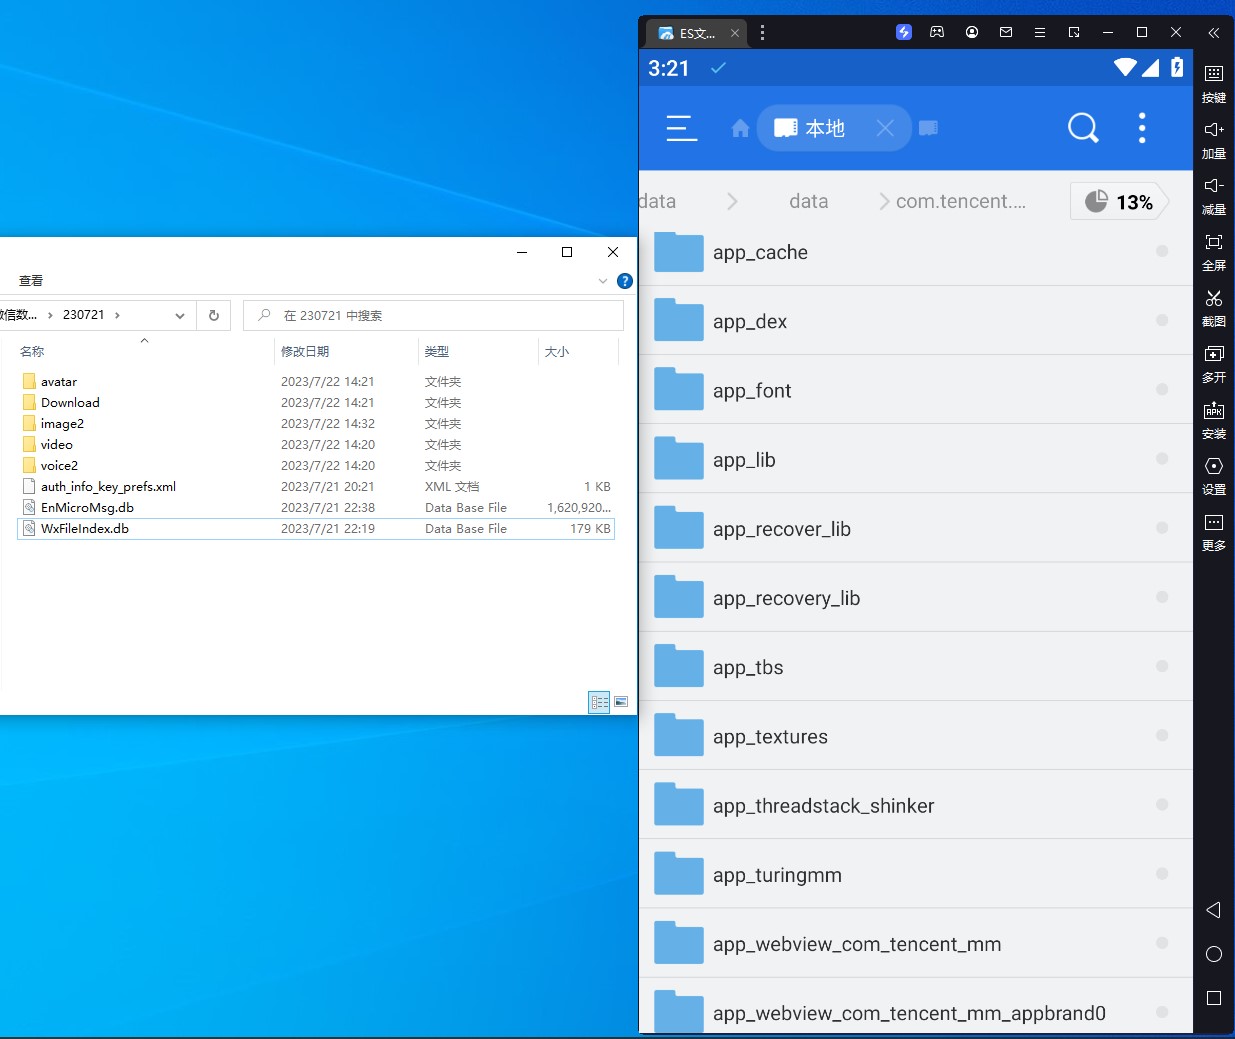 ES文...
3:21
本地
data
data
com.tencent....
13%
app_cache
app_dex
app_font
app_lib
app_recover_lib
app_recovery_lib
app_tbs
app_textures
app_threadstack_shinker
app_turingmm
app_webview_com_tencent_mm
app_webview_com_tencent_mm_appbrand0
按键
加量
减量
全屏
截图
多开
APK
安装
设置
更多
查看
?
信数... › 230721 ›
在 230721 中搜索
名称 修改日期 类型 大小
avatar 2023/7/22 14:21 文件夹
Download 2023/7/22 14:21 文件夹
image2 2023/7/22 14:32 文件夹
video 2023/7/22 14:20 文件夹
voice2 2023/7/22 14:20 文件夹
auth_info_key_prefs.xml 2023/7/21 20:21 XML 文档 1 KB
EnMicroMsg.db 2023/7/21 22:38 Data Base File 1,620,920...
WxFileIndex.db 2023/7/21 22:19 Data Base File 179 KB